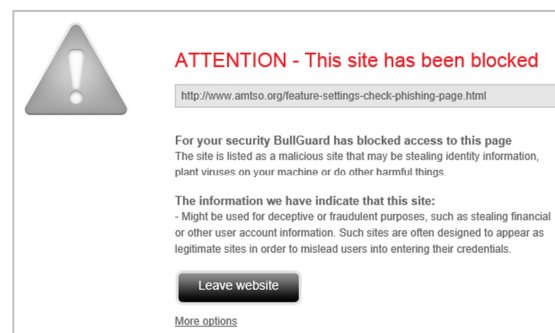 ATTENTION - This site has been blocked
http://www.amtso.org/feature-settings-check-phishing-page.html
For your security BullGuard has blocked access to this page
The site is listed as a malicious site that may be stealing identity information,
plant viruses on your machine or do other harmful things.
The information we have indicate that this site:
- Might be used for deceptive or fraudulent purposes, such as stealing financial
or other user account information. Such sites are often designed to appear as
legitimate sites in order to mislead users into entering their credentials.
Leave website
More options